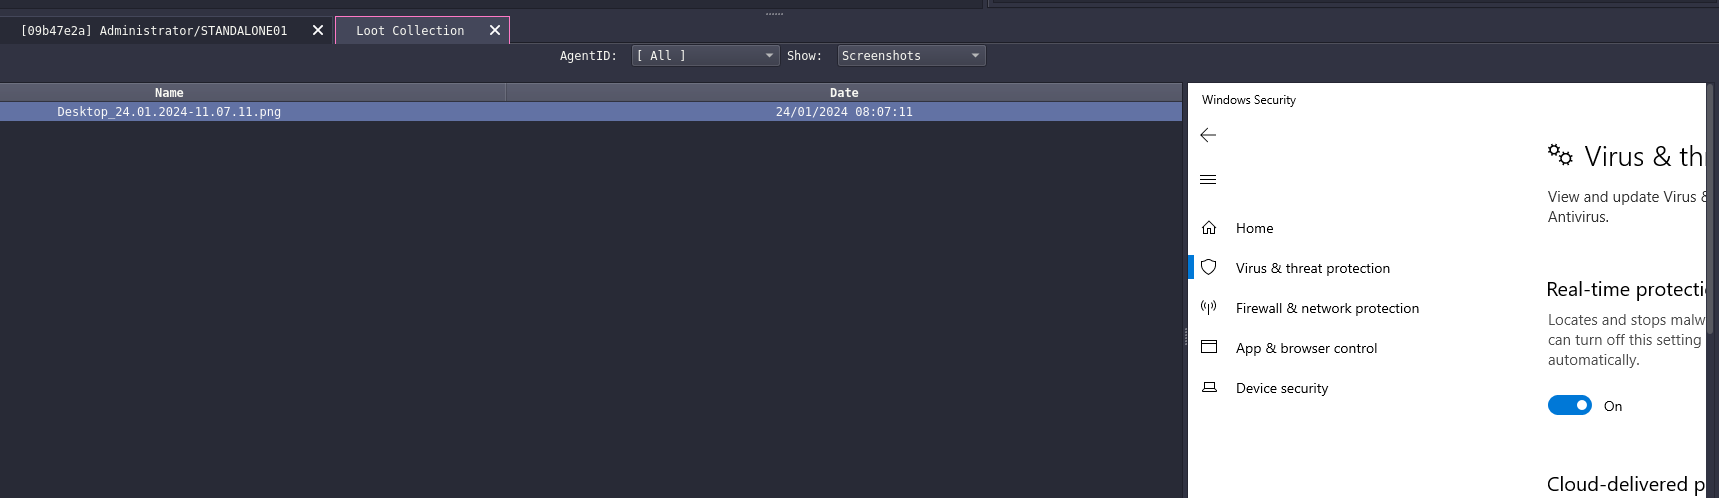 [09b47e2a] Administrator/STANDALONE01
Loot Collection
AgentID: [ All ] Show: Screenshots
Name Date
Desktop_24.01.2024-11.07.11.png 24/01/2024 08:07:11
Windows Security
Virus & th
View and update Virus &
Antivirus.
Home
Virus & threat protection
Firewall & network protection
App & browser control
Device security
Real-time protecti
Locates and stops malw
can turn off this setting
automatically.
On
Cloud-delivered p